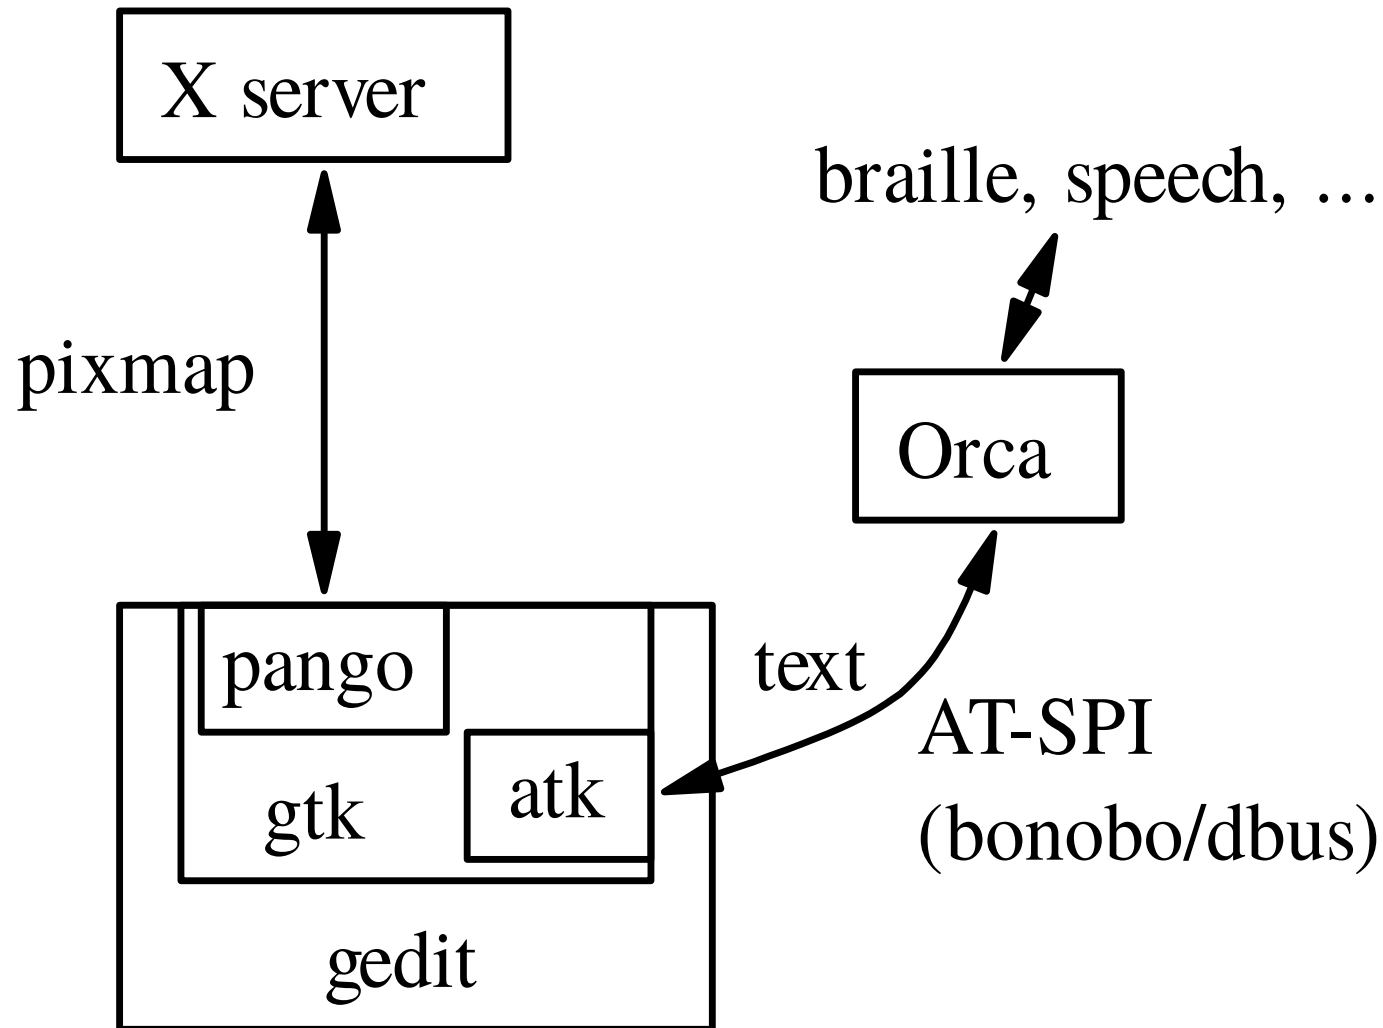 X server
braille, speech, ...
pixmap
Orca
pango
text
AT-SPI
atk
gtk
(bonobo/dbus)
gedit